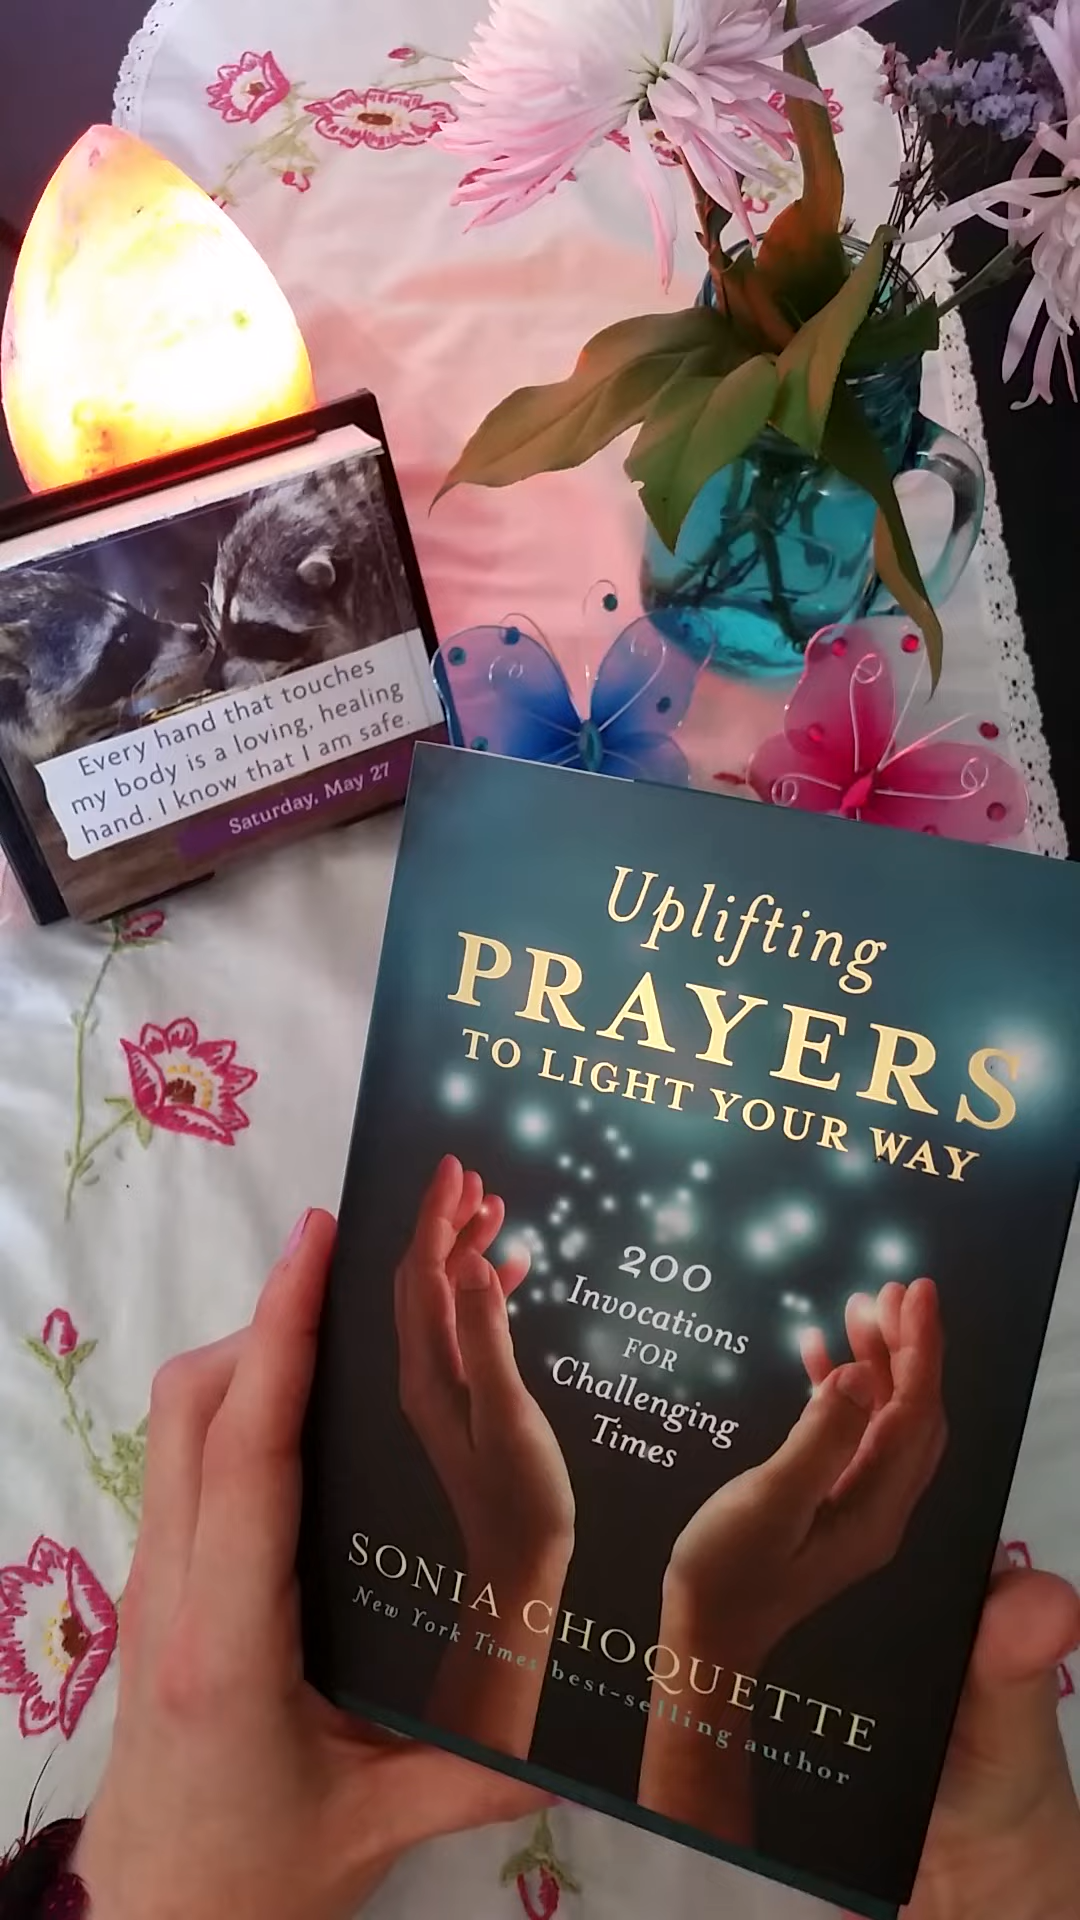 Every hand that touches
my body is a loving, healing
hand. I know that I am safe.
Saturday, May 27
Uplifting
PRAYERS
TO LIGHT YOUR WAY
200
Invocations
FOR
Challenging
Times
SONIA CHOQUETTE
New York Times best-selling author